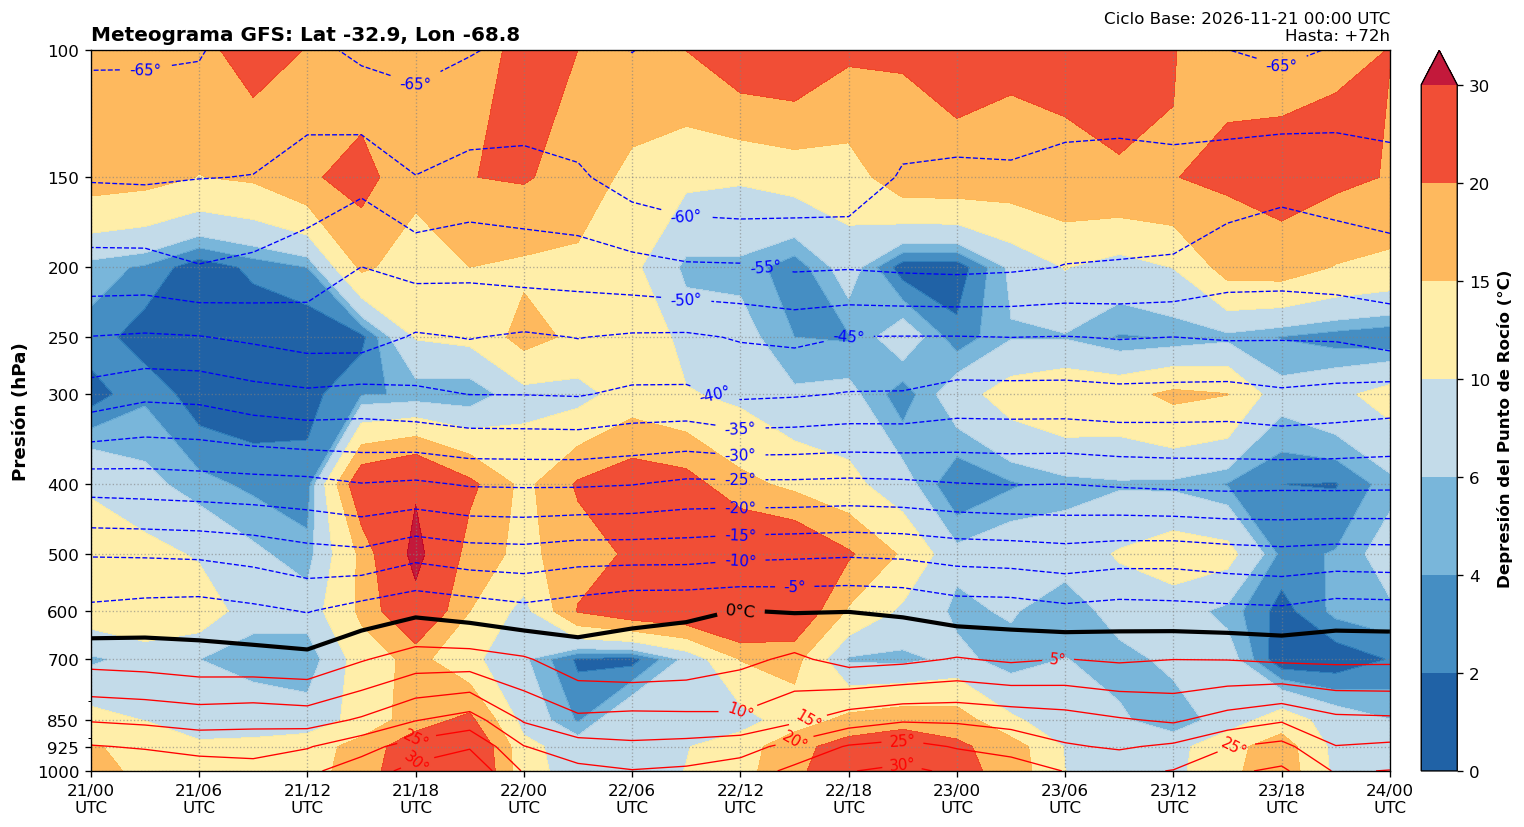 Ciclo Base: 2026-11-21 00:00 UTC
Meteograma GFS: Lat -32.9, Lon -68.8
Hasta: +72h
Presión (hPa)
100
150
200
250
300
400
500
600
700
850
925
1000
-65°
-65°
-65°
-60°
-55°
-50°
-45°
-40°
-35°
-30°
-25°
-20°
-15°
-10°
-5°
0°C
5°
10°
15°
20°
25°
30°
25°
30°
25°
21/00 UTC
21/06 UTC
21/12 UTC
21/18 UTC
22/00 UTC
22/06 UTC
22/12 UTC
22/18 UTC
23/00 UTC
23/06 UTC
23/12 UTC
23/18 UTC
24/00 UTC
30
20
15
10
6
4
2
0
Depresión del Punto de Rocío (°C)